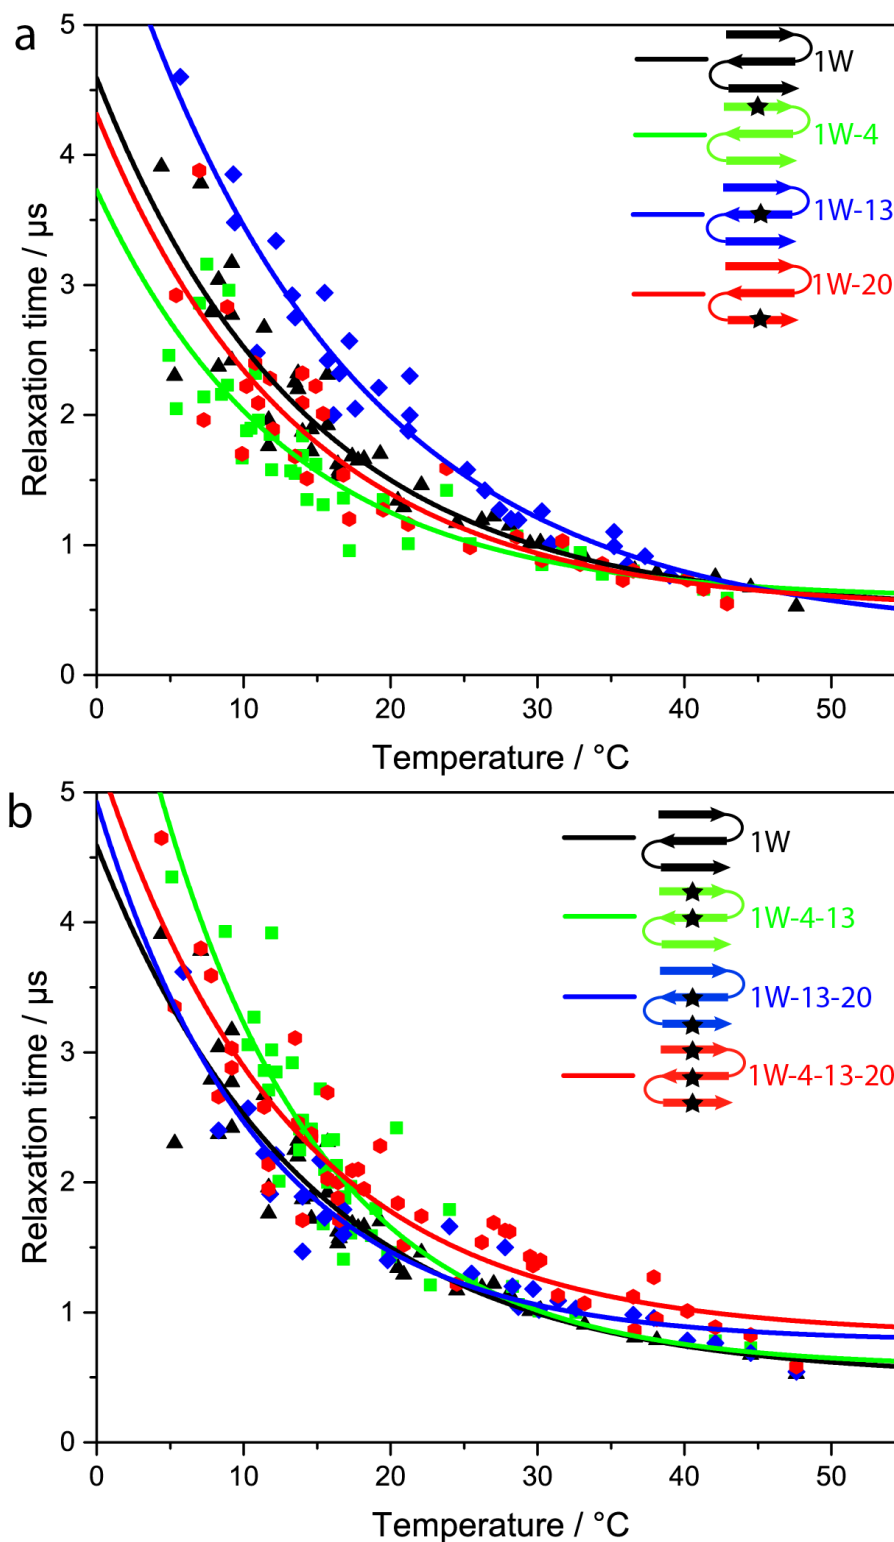 a
5
4
3
2
1
0
Relaxation time / μs
1W
1W-4
1W-13
1W-20
0 10 20 30 40 50
Temperature / °C
b
5
4
3
2
1
0
Relaxation time / μs
1W
1W-4-13
1W-13-20
1W-4-13-20
0 10 20 30 40 50
Temperature / °C